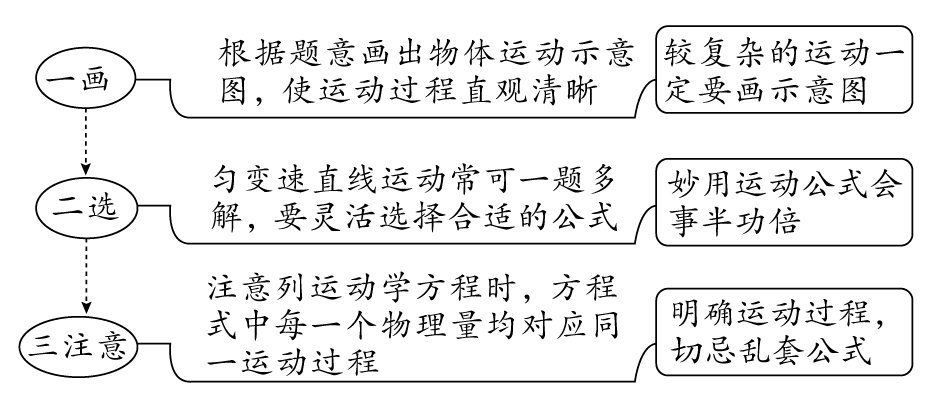 一画
根据题意画出物体运动示意
图，使运动过程直观清晰
较复杂的运动一
定要画示意图
二选
匀变速直线运动常可一题多
解，要灵活选择合适的公式
妙用运动公式会
事半功倍
三注意
注意列运动学方程时，方程
式中每一个物理量均对应同
一运动过程
明确运动过程，
切忌乱套公式